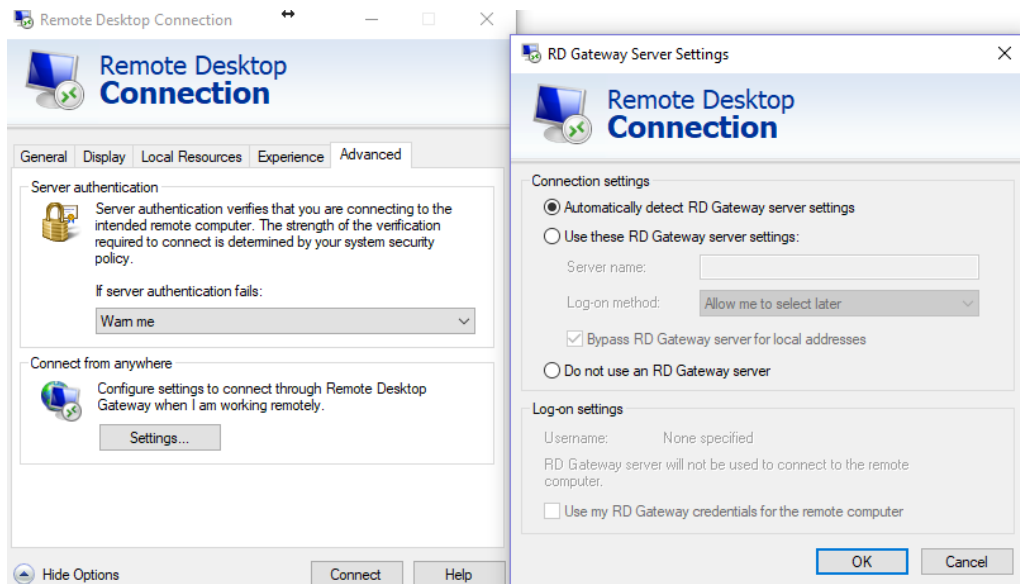 Remote Desktop Connection
Remote Desktop
Connection
General
Display
Local Resources
Experience
Advanced
Server authentication
Server authentication verifies that you are connecting to the
intended remote computer. The strength of the verification
required to connect is determined by your system security
policy.
If server authentication fails:
Warn me
Connect from anywhere
Configure settings to connect through Remote Desktop
Gateway when I am working remotely.
Settings...
Hide Options
Connect
Help
RD Gateway Server Settings
Remote Desktop
Connection
Connection settings
Automatically detect RD Gateway server settings
Use these RD Gateway server settings:
Server name:
Log-on method:
Allow me to select later
Bypass RD Gateway server for local addresses
Do not use an RD Gateway server
Log-on settings
Username:
None specified
RD Gateway server will not be used to connect to the remote
computer.
Use my RD Gateway credentials for the remote computer
OK
Cancel